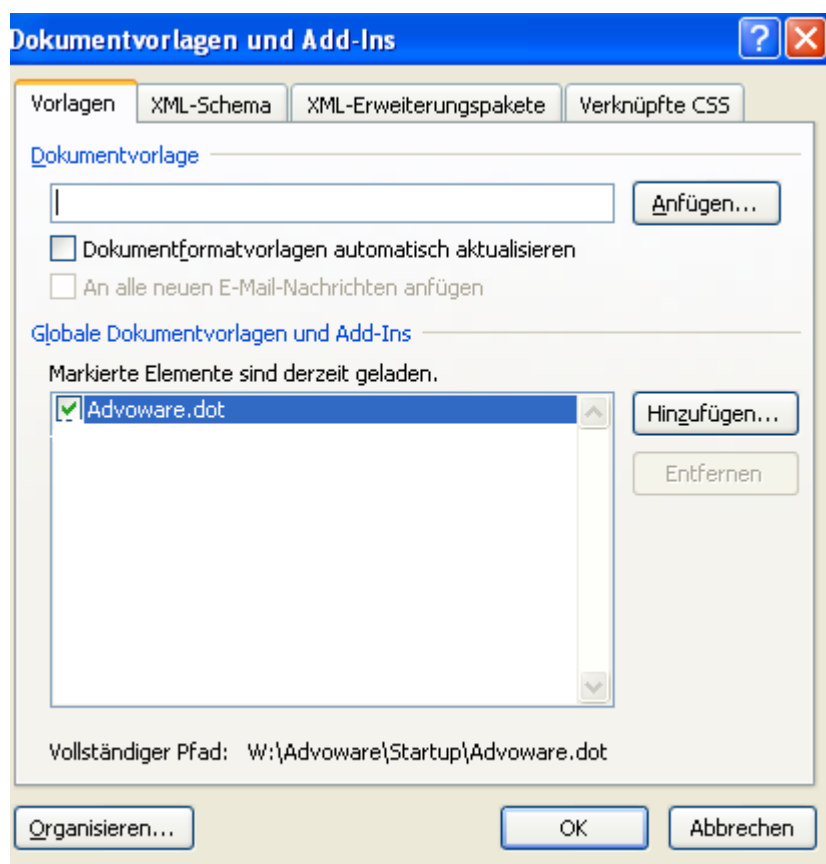 Dokumentvorlagen und Add-Ins
Vorlagen XML-Schema XML-Erweiterungspakete Verknüpfte CSS
Dokumentvorlage
Anfügen...
Dokumentformatvorlagen automatisch aktualisieren
An alle neuen E-Mail-Nachrichten anfügen
Globale Dokumentvorlagen und Add-Ins
Markierte Elemente sind derzeit geladen.
Advoware.dot
Hinzufügen...
Entfernen
Vollständiger Pfad: W:\Advoware\Startup\Advoware.dot
Organisieren... OK Abbrechen